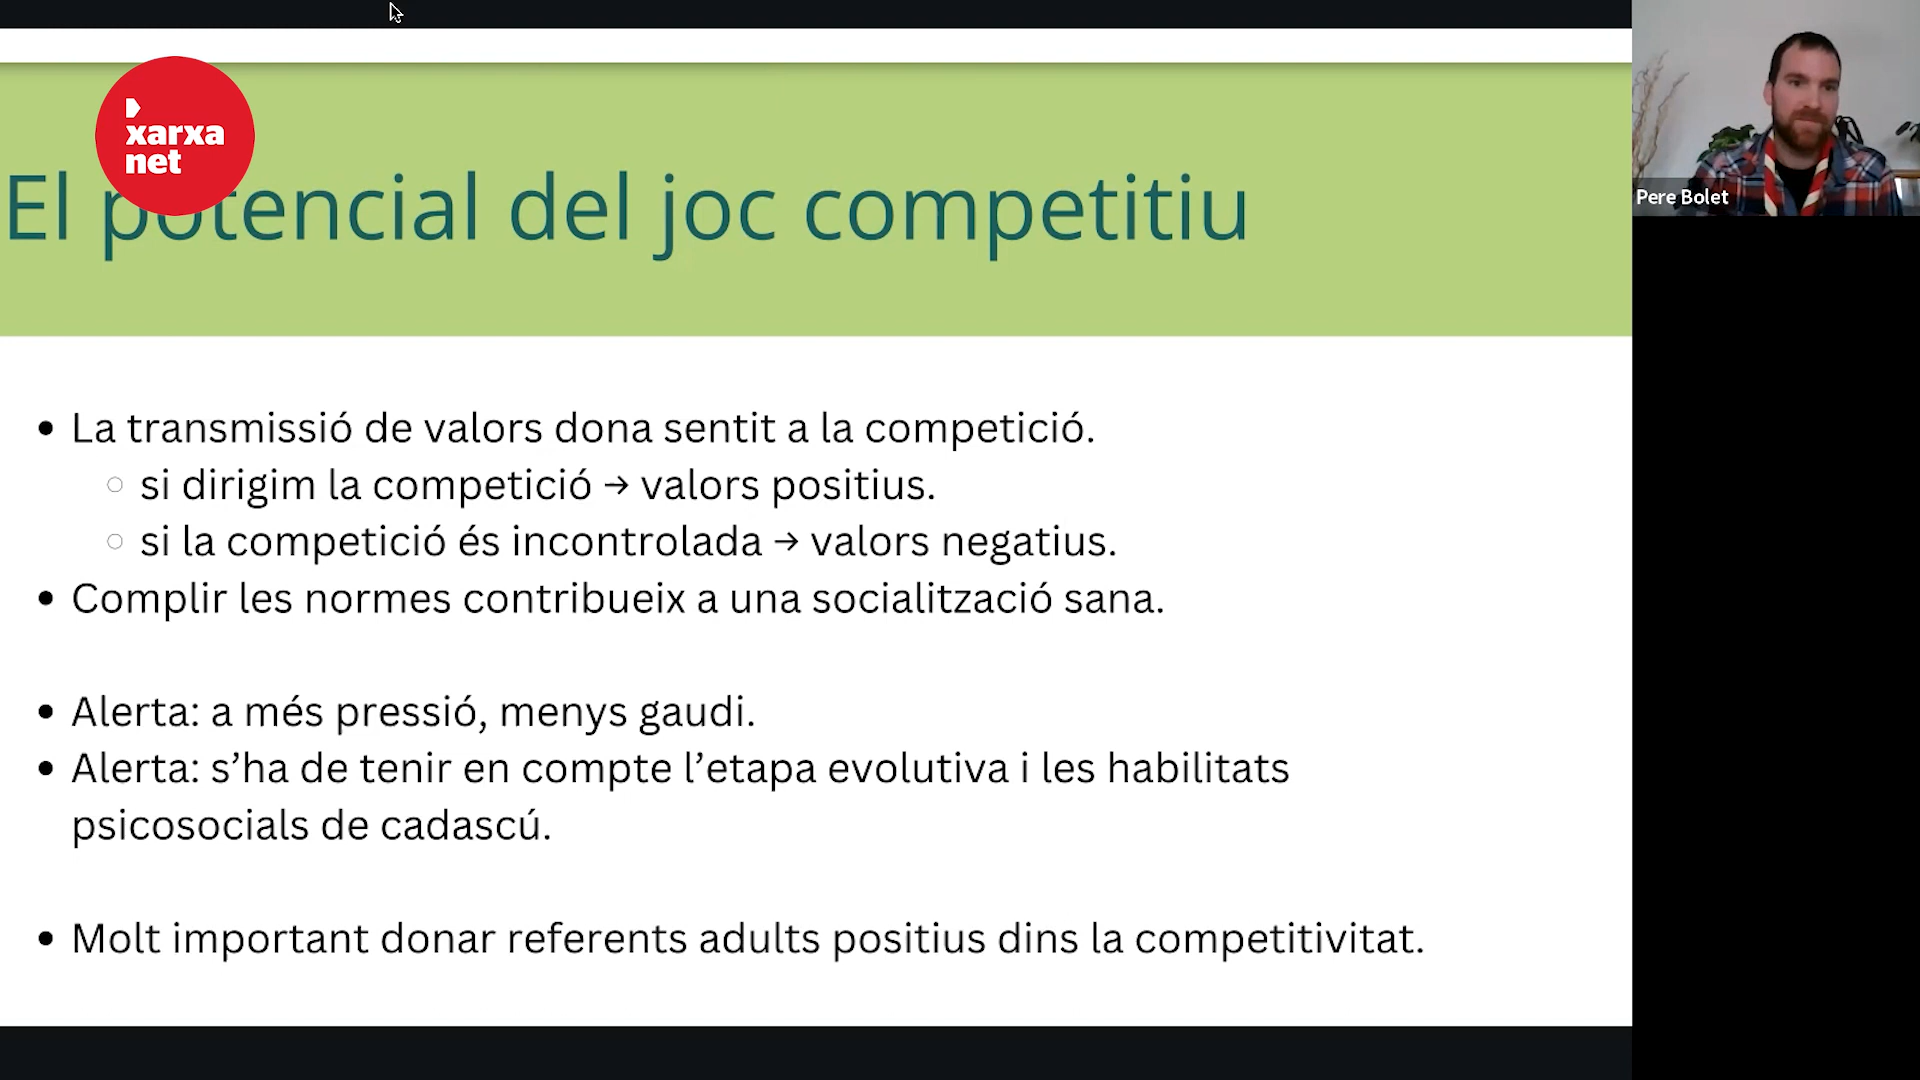 xarxa
net
El potencial del joc competitiu
Pere Bolet
• La transmissió de valors dona sentit a la competició.
○ si dirigim la competició → valors positius.
○ si la competició és incontrolada → valors negatius.
• Complir les normes contribueix a una socialització sana.
• Alerta: a més pressió, menys gaudi.
• Alerta: s’ha de tenir en compte l’etapa evolutiva i les habilitats
psicosocials de cadascú.
• Molt important donar referents adults positius dins la competitivitat.